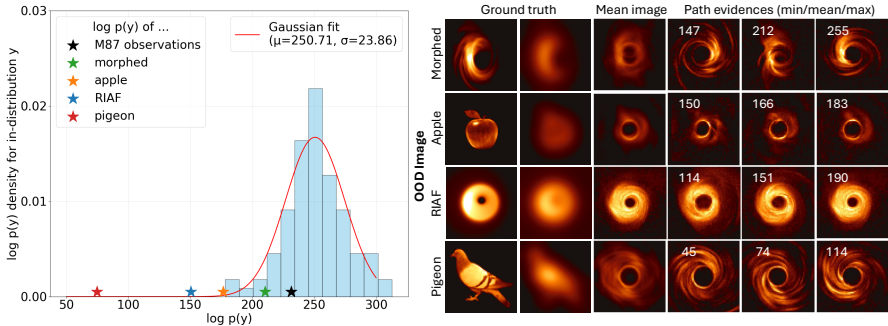 0.03
0.02
0.01
0.00
log p(y) density for in-distribution y
50
100
150
200
250
300
log p(y)
log p(y) of ...
M87 observations
morphed
apple
RIAF
pigeon
Gaussian fit
(μ=250.71, σ=23.86)
Ground truth
Mean image
Path evidences (min/mean/max)
OOD Image
Morphed
147
212
255
Apple
150
166
183
RIAF
114
151
190
Pigeon
45
74
114